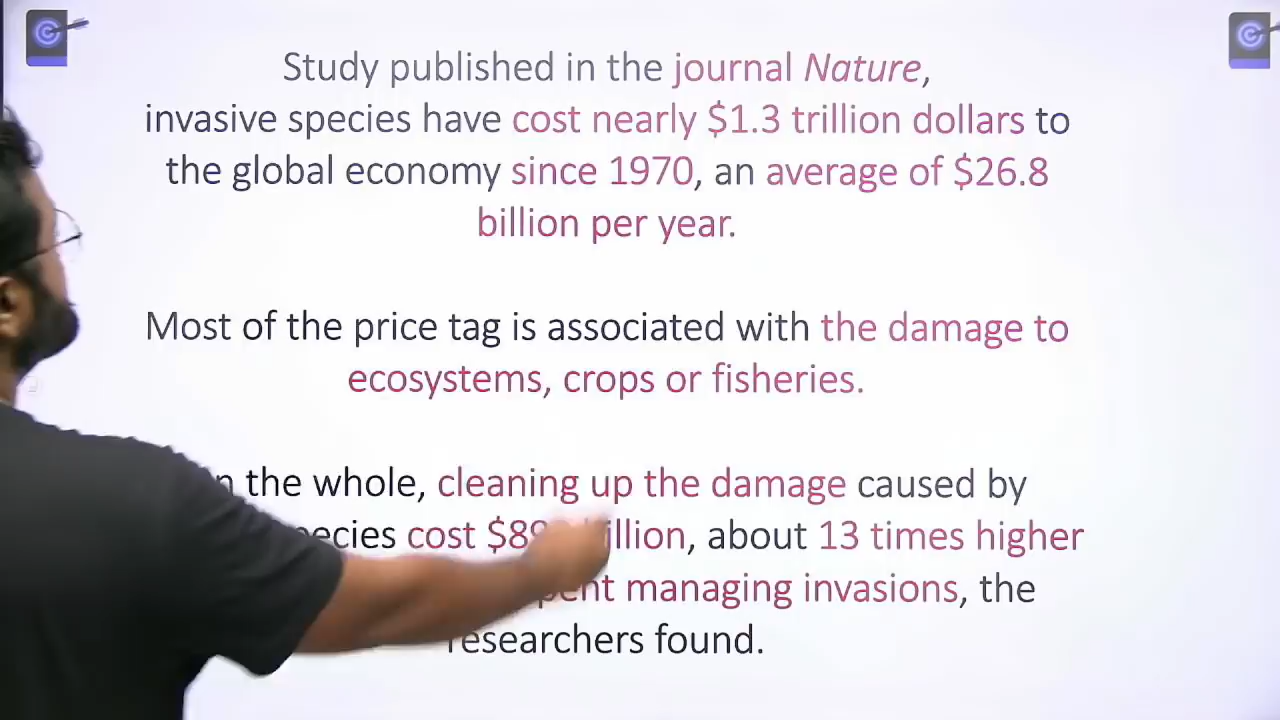 Study published in the journal Nature,
invasive species have cost nearly $1.3 trillion dollars to
the global economy since 1970, an average of $26.8
billion per year.
Most of the price tag is associated with the damage to
ecosystems, crops or fisheries.
the whole, cleaning up the damage caused by
cost about 13 times higher
managing invasions, the
researchers found.